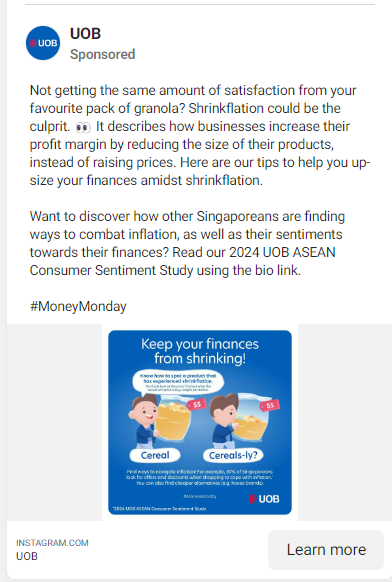 UOB
UOB
Sponsored
Not getting the same amount of satisfaction from your
favourite pack of granola? Shrinkflation could be the
culprit. 👀 It describes how businesses increase their
profit margin by reducing the size of their products,
instead of raising prices. Here are our tips to help you up-
size your finances amidst shrinkflation.
Want to discover how other Singaporeans are finding
ways to combat inflation, as well as their sentiments
towards their finances? Read our 2024 UOB ASEAN
Consumer Sentiment Study using the bio link.
#MoneyMonday
Keep your finances
from shrinking!
Know how to spot a product that
has experienced shrinkflation.
$$ $$
Cereal Cereals-ly?
Find ways to navigate inflation! For example, 51% of Singaporeans
look for offers and discounts when shopping to cope with inflation.*
You can also find cheaper alternatives (e.g. house brands).
#MoneyMonday
UOB
*2024 UOB ASEAN Consumer Sentiment Study
INSTAGRAM.COM
UOB
Learn more